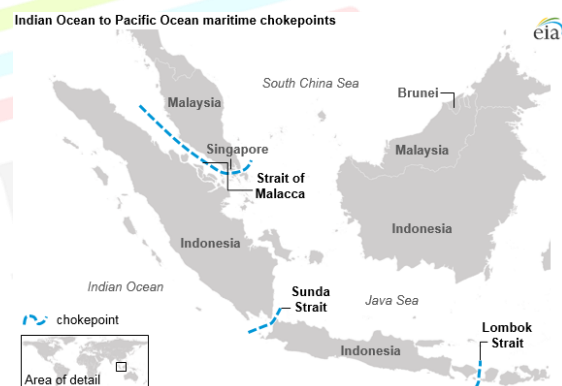 Indian Ocean to Pacific Ocean maritime chokepoints
eia
South China Sea
Brunei
Malaysia
Singapore
Malaysia
Strait of
Malacca
Indonesia
Indonesia
Indian Ocean
Sunda
Strait
Java Sea
chokepoint
Lombok
Strait
Indonesia
Area of detail